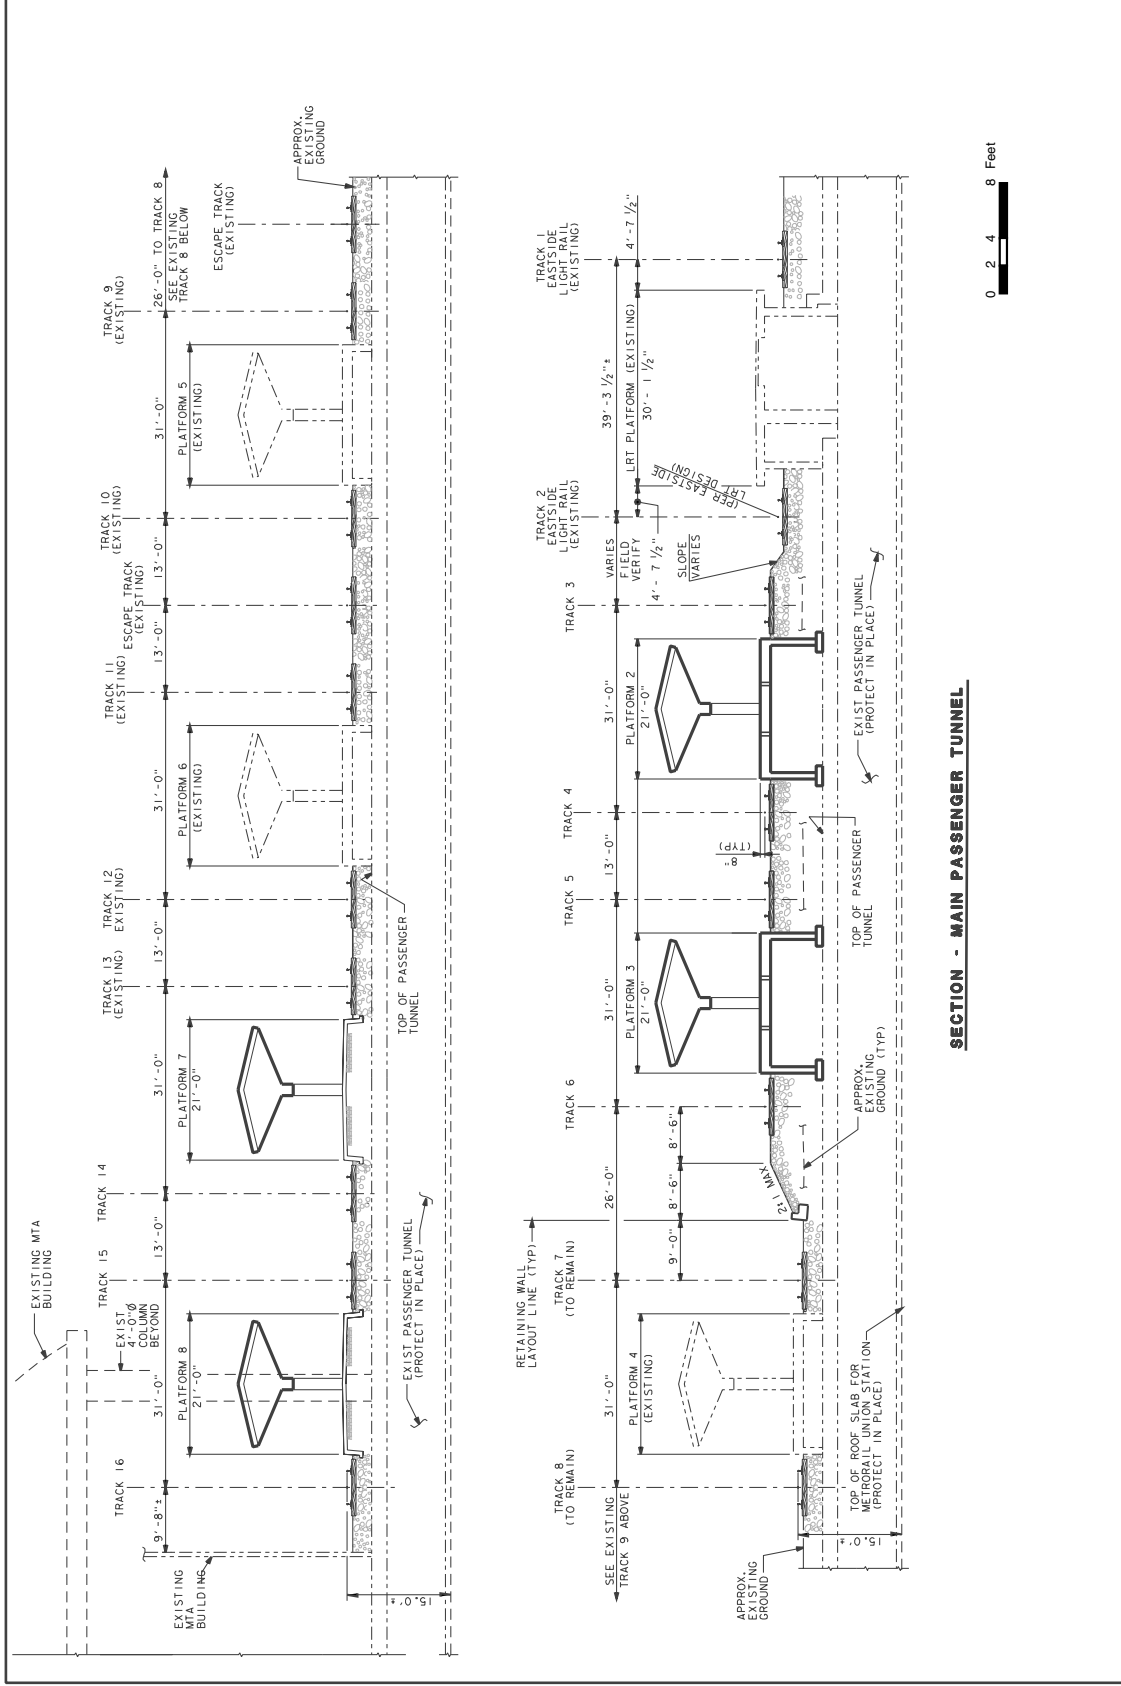 EXISTING MTA
BUILDING
EXIST
4'-0"Ø
COLUMN
BEYOND
TRACK 16
TRACK 15
TRACK 14
TRACK 13
(EXISTING)
TRACK 12
EXISTING)
TRACK 11
(EXISTING)
ESCAPE TRACK
(EXISTING)
TRACK 10
(EXISTING)
TRACK 9
(EXISTING)
9'-8"±
31'-0"
13'-0"
31'-0"
13'-0"
31'-0"
13'-0"
13'-0"
31'-0"
26'-0" TO TRACK 8
SEE EXISTING
TRACK 8 BELOW
PLATFORM 8
21'-0"
PLATFORM 7
21'-0"
PLATFORM 6
(EXISTING)
PLATFORM 5
(EXISTING)
ESCAPE TRACK
(EXISTING)
APPROX.
EXISTING
GROUND
EXISTING
MTA
BUILDING
15.0'±
EXIST PASSENGER TUNNEL
(PROTECT IN PLACE)
TOP OF PASSENGER
TUNNEL
SEE EXISTING
TRACK 9 ABOVE
TRACK 8
(TO REMAIN)
RETAINING WALL
LAYOUT LINE (TYP)
TRACK 7
(TO REMAIN)
TRACK 6
TRACK 5
TRACK 4
TRACK 3
TRACK 2
EASTSIDE
LIGHT RAIL
(EXISTING)
TRACK 1
EASTSIDE
LIGHT RAIL
(EXISTING)
31'-0"
26'-0"
31'-0"
13'-0"
31'-0"
VARIES
FIELD
VERIFY
39'-3 1/2"±
PLATFORM 4
(EXISTING)
9'-0"
8'-6"
8'-6"
PLATFORM 3
21'-0"
PLATFORM 2
21'-0"
4'- 7 1/2"
LRT PLATFORM (EXISTING)
30'- 1 1/2"
4'-7 1/2"
SLOPE
VARIES
(PER EASTSIDE
LRT DESIGN)
2:1 MAX
8"
(TYP)
APPROX.
EXISTING
GROUND
15.0'±
TOP OF ROOF SLAB FOR
METRORAIL UNION STATION
(PROTECT IN PLACE)
APPROX.
EXISTING
GROUND (TYP)
TOP OF PASSENGER
TUNNEL
EXIST PASSENGER TUNNEL
(PROTECT IN PLACE)
SECTION - MAIN PASSENGER TUNNEL
0 2 4 8 Feet